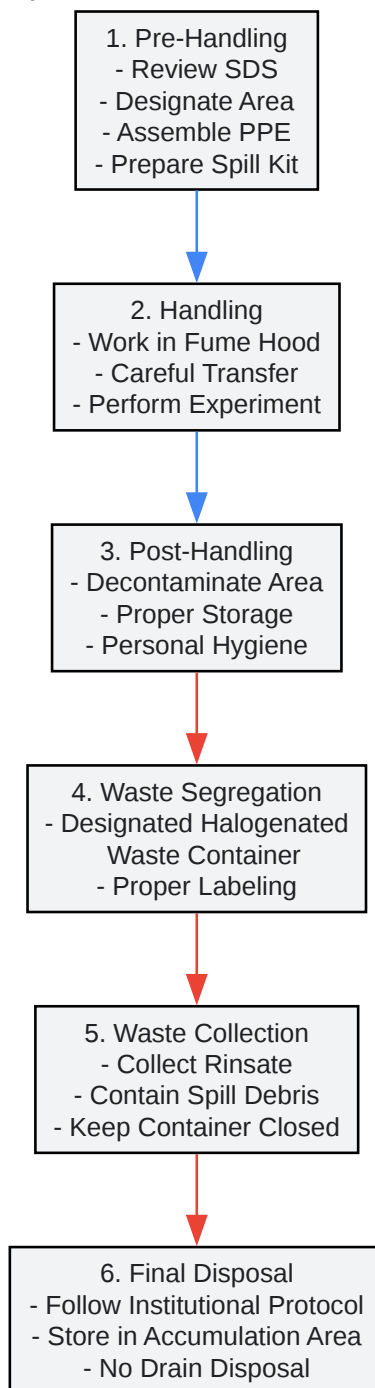 1. Pre-Handling
- Review SDS
- Designate Area
- Assemble PPE
- Prepare Spill Kit
2. Handling
- Work in Fume Hood
- Careful Transfer
- Perform Experiment
3. Post-Handling
- Decontaminate Area
- Proper Storage
- Personal Hygiene
4. Waste Segregation
- Designated Halogenated
Waste Container
- Proper Labeling
5. Waste Collection
- Collect Rinsate
- Contain Spill Debris
- Keep Container Closed
6. Final Disposal
- Follow Institutional Protocol
- Store in Accumulation Area
- No Drain Disposal